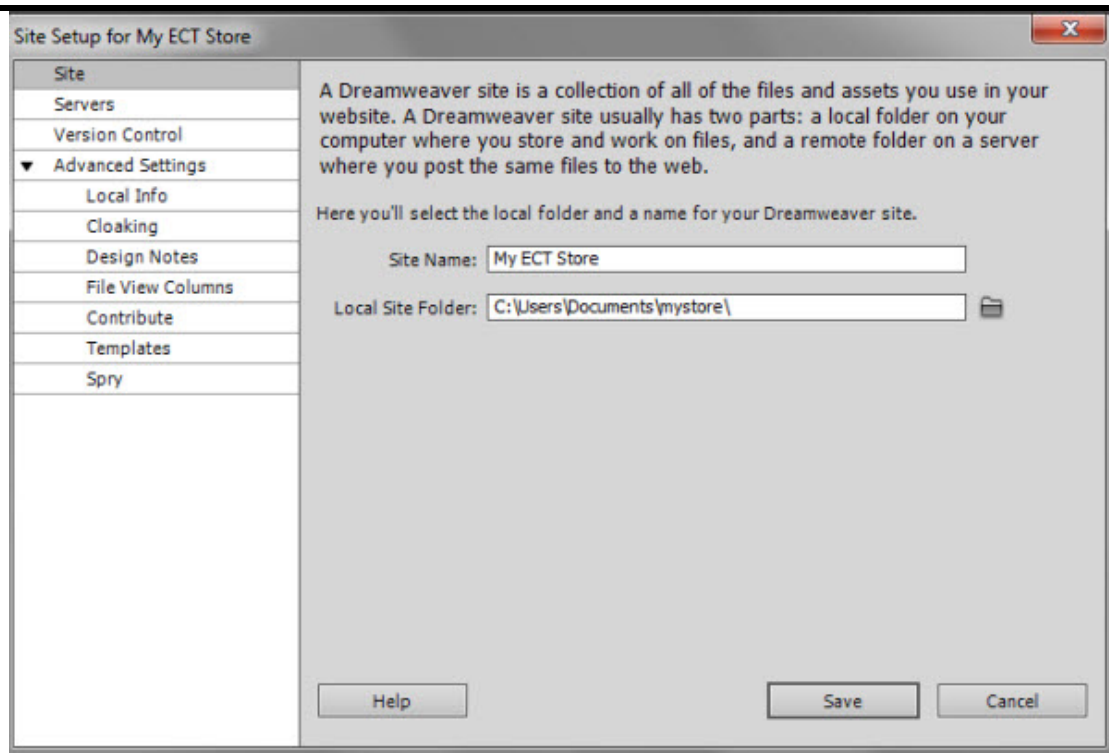 Site Setup for My ECT Store
x
Site
Servers
Version Control
Advanced Settings
Local Info
Cloaking
Design Notes
File View Columns
Contribute
Templates
Spry
A Dreamweaver site is a collection of all of the files and assets you use in your
website. A Dreamweaver site usually has two parts: a local folder on your
computer where you store and work on files, and a remote folder on a server
where you post the same files to the web.
Here you'll select the local folder and a name for your Dreamweaver site.
Site Name: My ECT Store
Local Site Folder: C:\Users\Documents\mystore\
Help Save Cancel